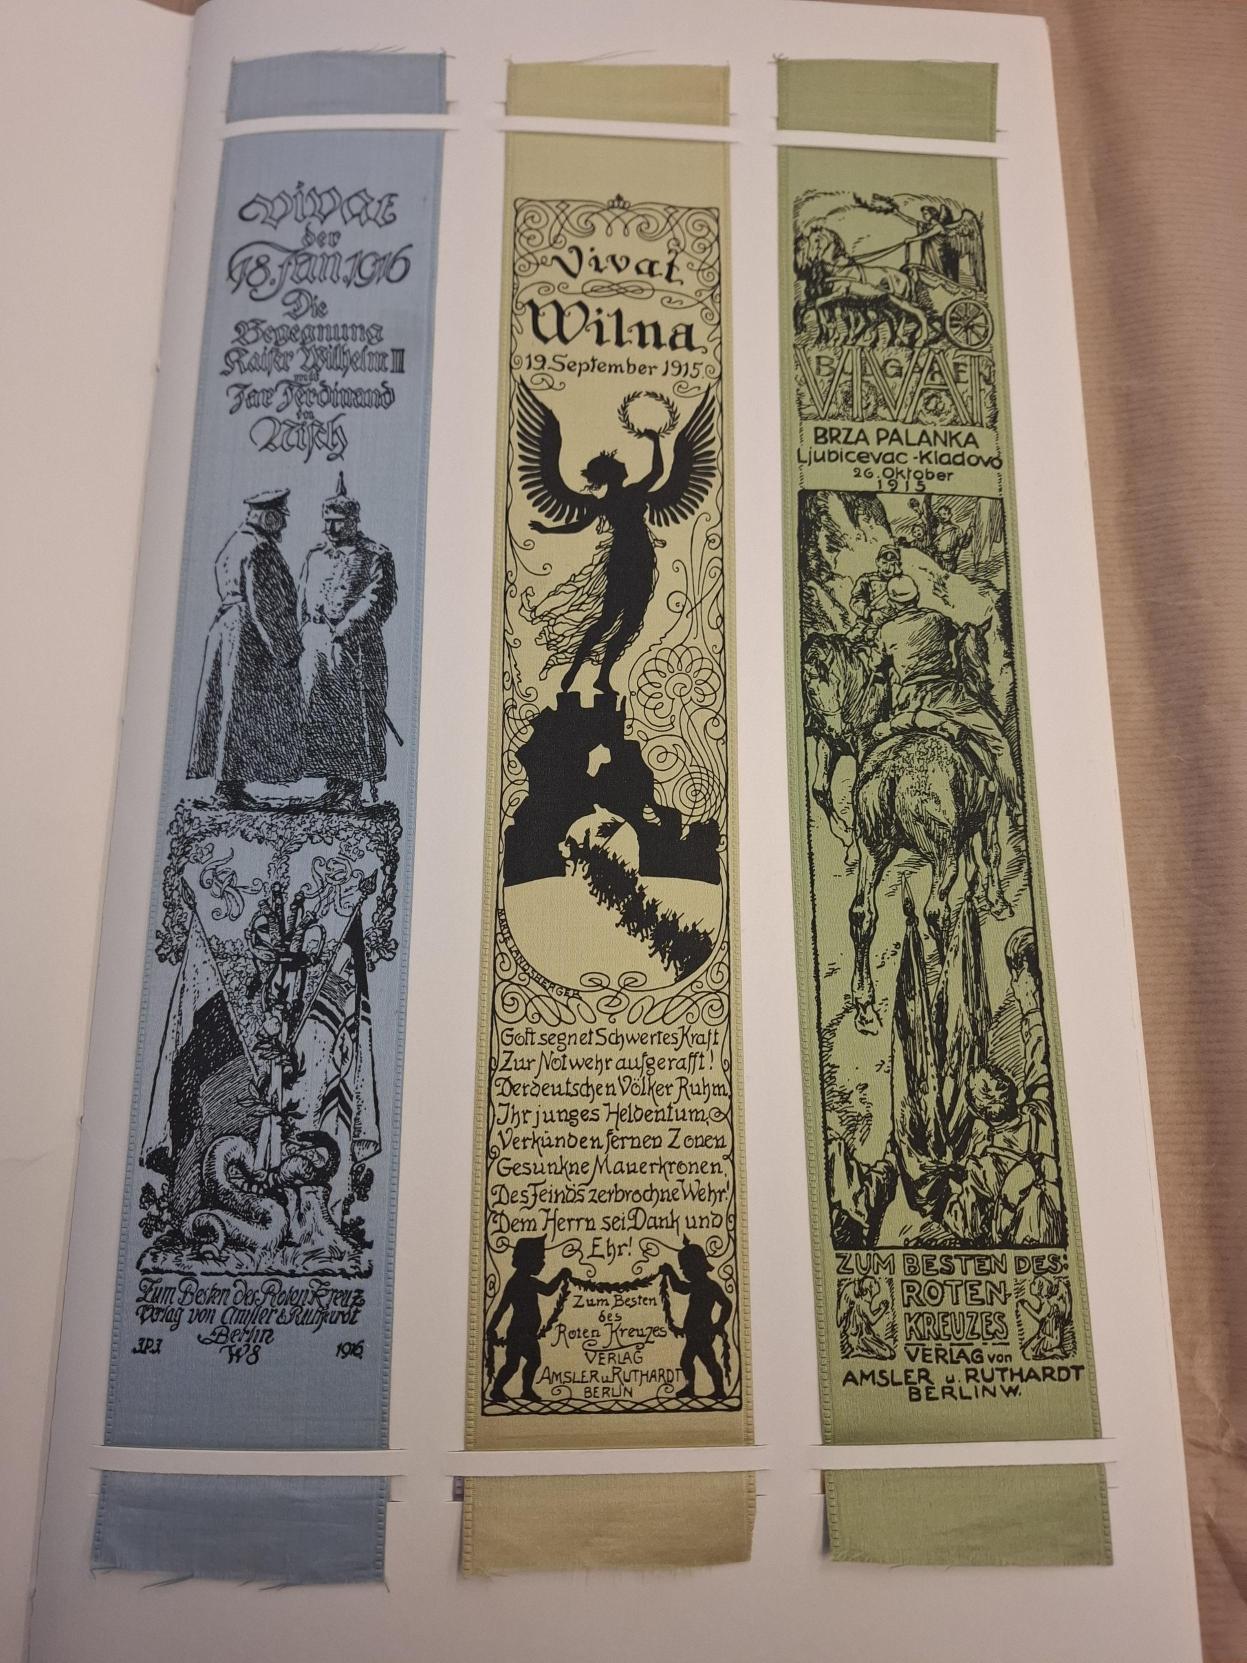 Vivat
der
18. Jan. 1916
Die
Begegnung
Kaiser Wilhelm II
mit
Zar Ferdinand
in
Nisch
Zum Besten des Roten Kreuz
Verlag von Amsler & Ruthardt
Berlin
W8
1916
Vivat
Wilna
19. September 1915.
MARTE LANDSBERGER
Gott segnet Schwertes Kraft
Zur Notwehr aufgerafft!
Der deutschen Völker Ruhm,
Ihr junges Heldentum,
Verkünden fernen Zonen
Gesunkne Mauerkronen,
Des Feinds zerbrochne Wehr!
Dem Herrn sei Dank und
Ehr!
Zum Besten
des
Roten Kreuzes
VERLAG
AMSLER u. RUTHARDT
BERLIN
VIVAT
BRZA PALANKA
Ljubicevac-Kladovo
26. Oktober
1915
ZUM BESTEN DES:
ROTEN-
KREUZES
VERLAG von
AMSLER u. RUTHARDT
BERLIN W.